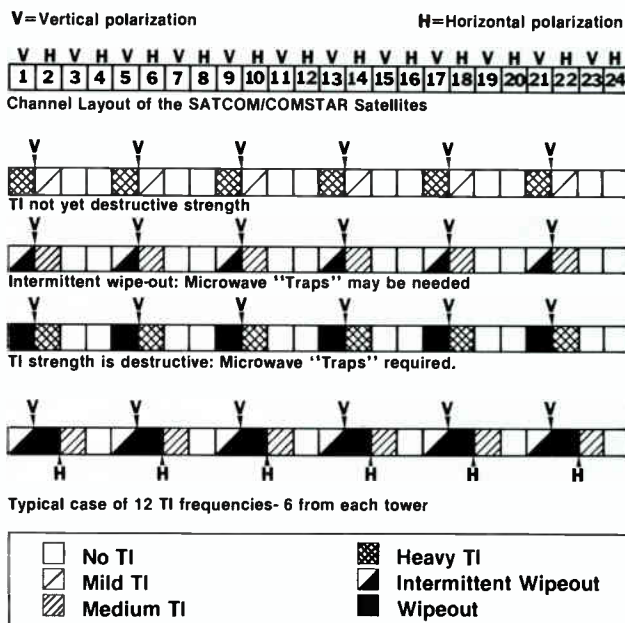 V=Vertical polarization H=Horizontal polarization
V H V H V H V H V H V H V H V H V H V H V H V H
1 2 3 4 5 6 7 8 9 10 11 12 13 14 15 16 17 18 19 20 21 22 23 24
Channel Layout of the SATCOM/COMSTAR Satellites
V V V V V V
TI not yet destructive strength
V V V V V V
Intermittent wipe-out: Microwave "Traps" may be needed
V V V V V V
TI strength is destructive: Microwave "Traps" required.
V V V V V V
H H H H H H
Typical case of 12 TI frequencies- 6 from each tower
No TI Heavy TI
Mild TI Intermittent Wipeout
Medium TI Wipeout